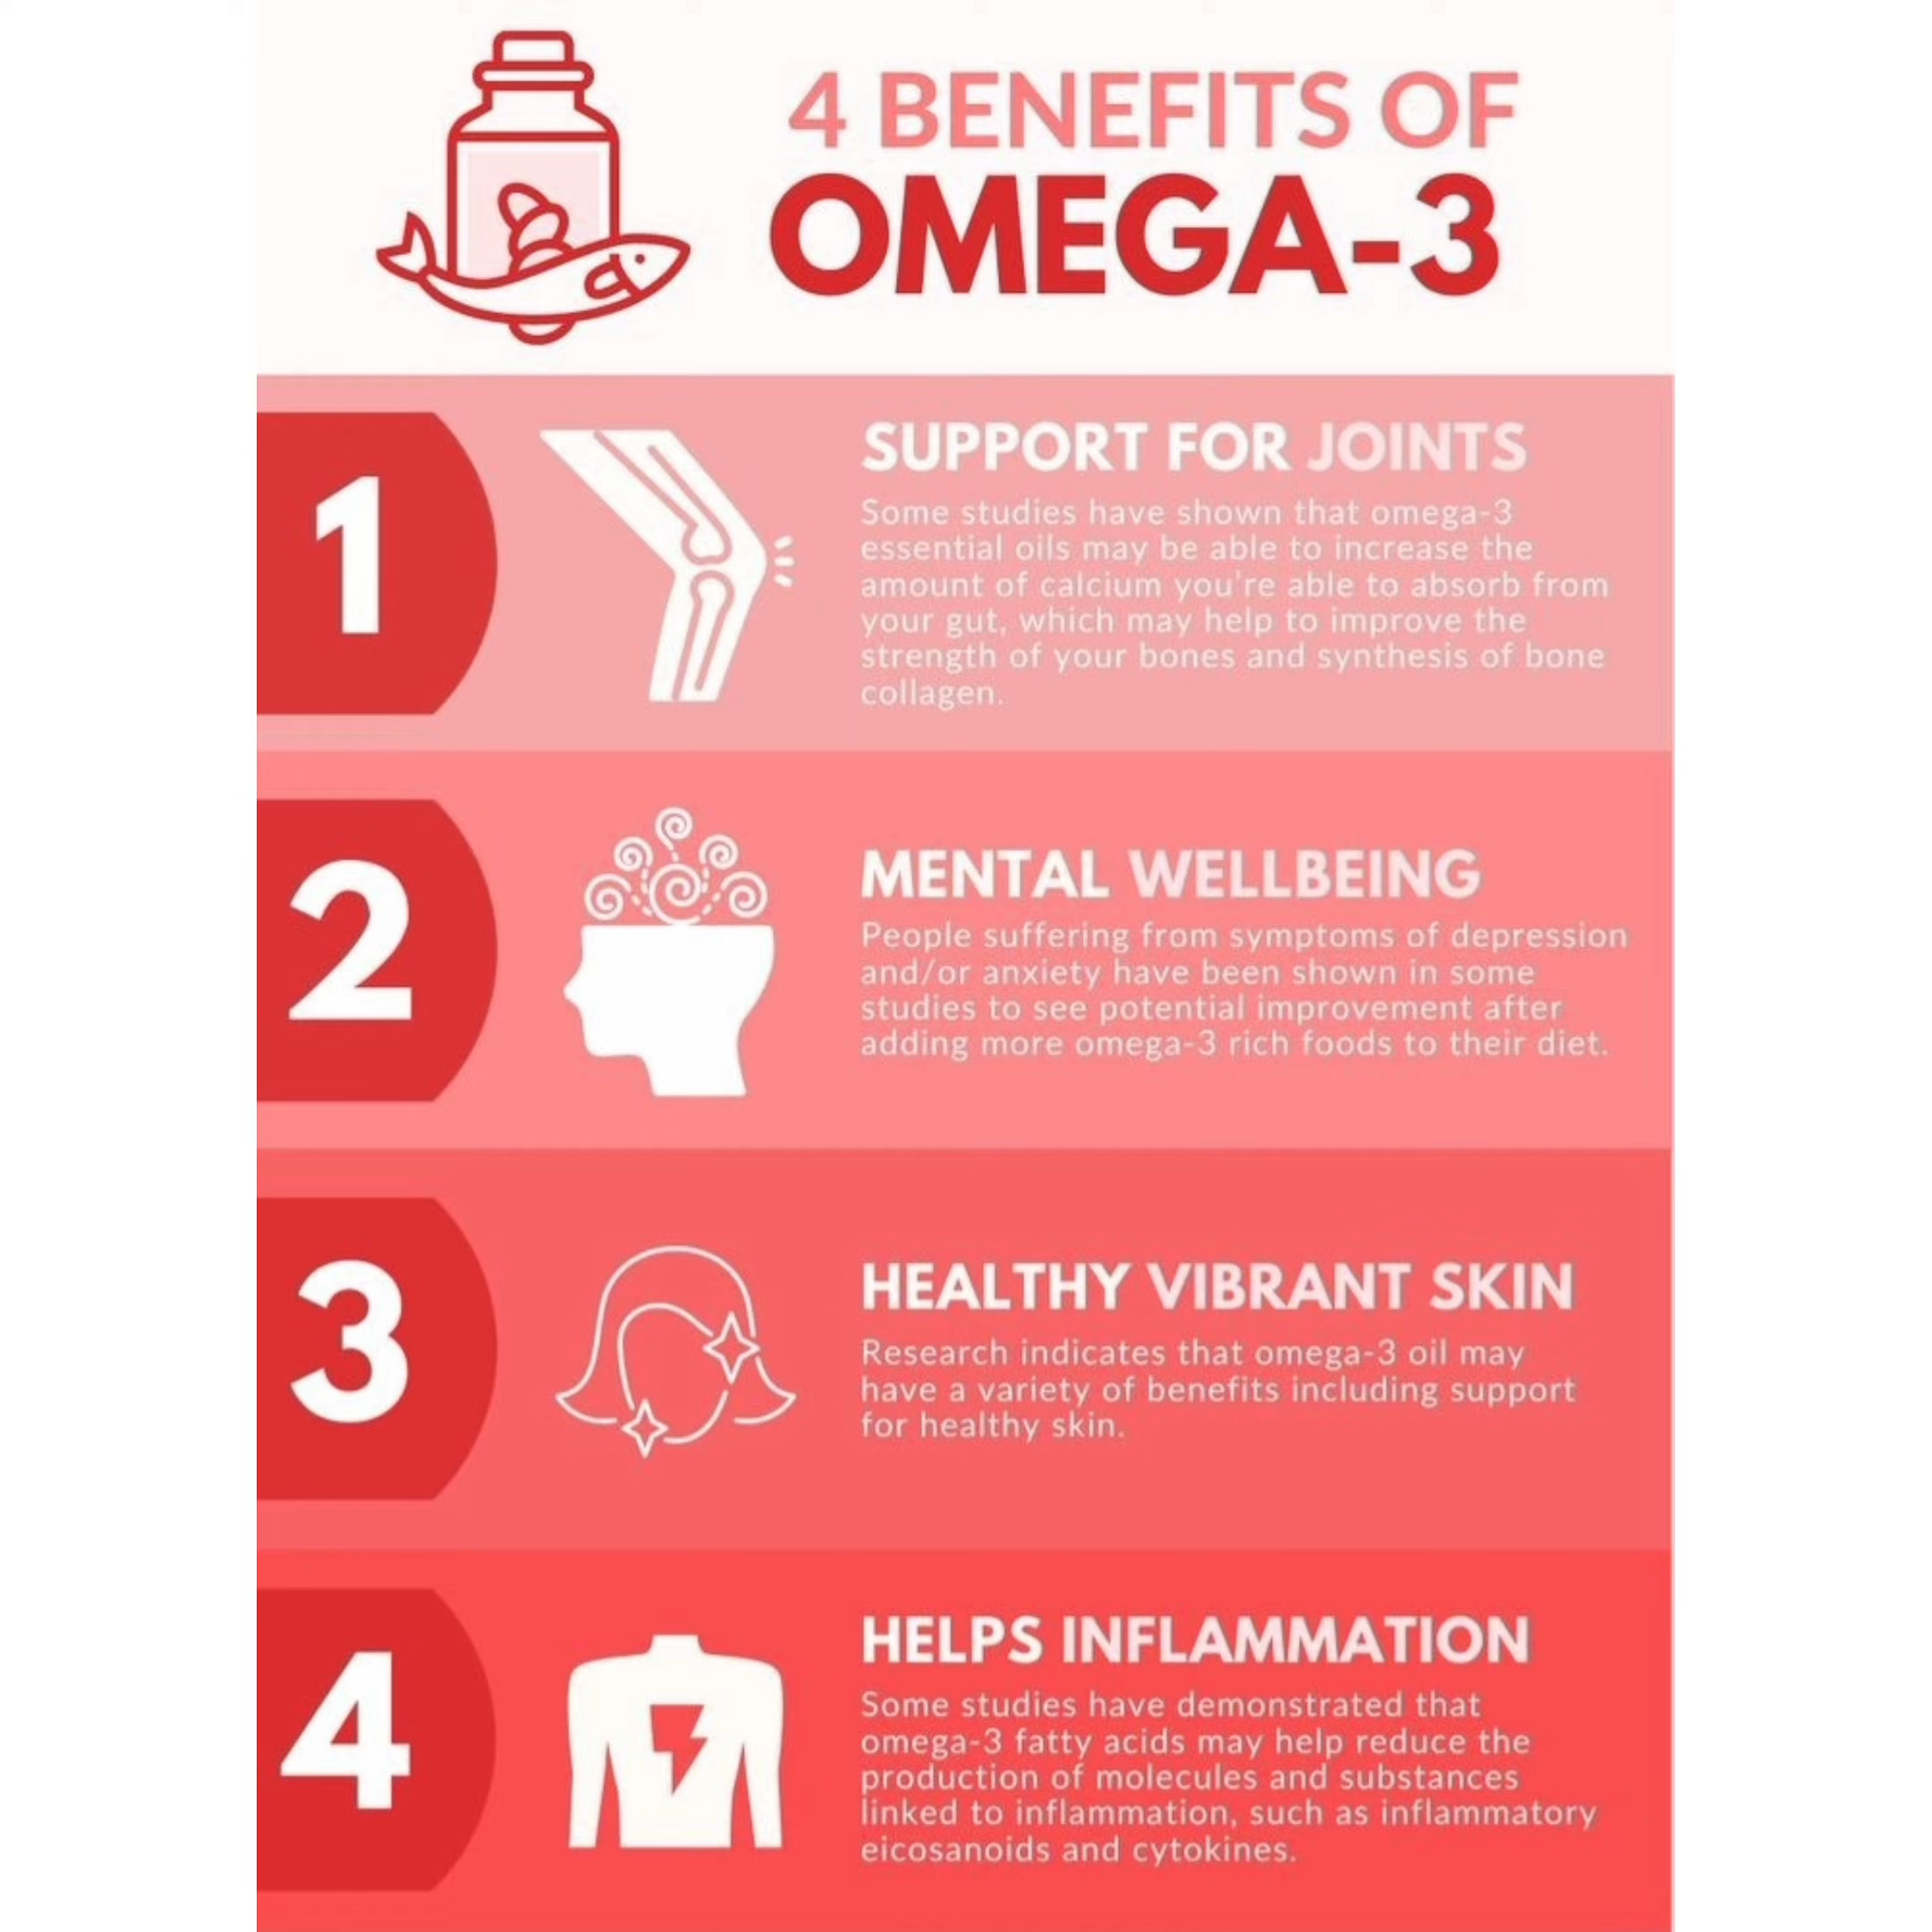 4 BENEFITS OF
OMEGA-3
1
SUPPORT FOR JOINTS
Some studies have shown that omega-3
essential oils may be able to increase the
amount of calcium you're able to absorb from
your gut, which may help to improve the
strength of your bones and synthesis of bone
collagen.
2
MENTAL WELLBEING
People suffering from symptoms of depression
and/or anxiety have been shown in some
studies to see potential improvement after
adding more omega-3 rich foods to their diet.
3
HEALTHY VIBRANT SKIN
Research indicates that omega-3 oil may
have a variety of benefits including support
for healthy skin.
4
HELPS INFLAMMATION
Some studies have demonstrated that
omega-3 fatty acids may help reduce the
production of molecules and substances
linked to inflammation, such as inflammatory
eicosanoids and cytokines.